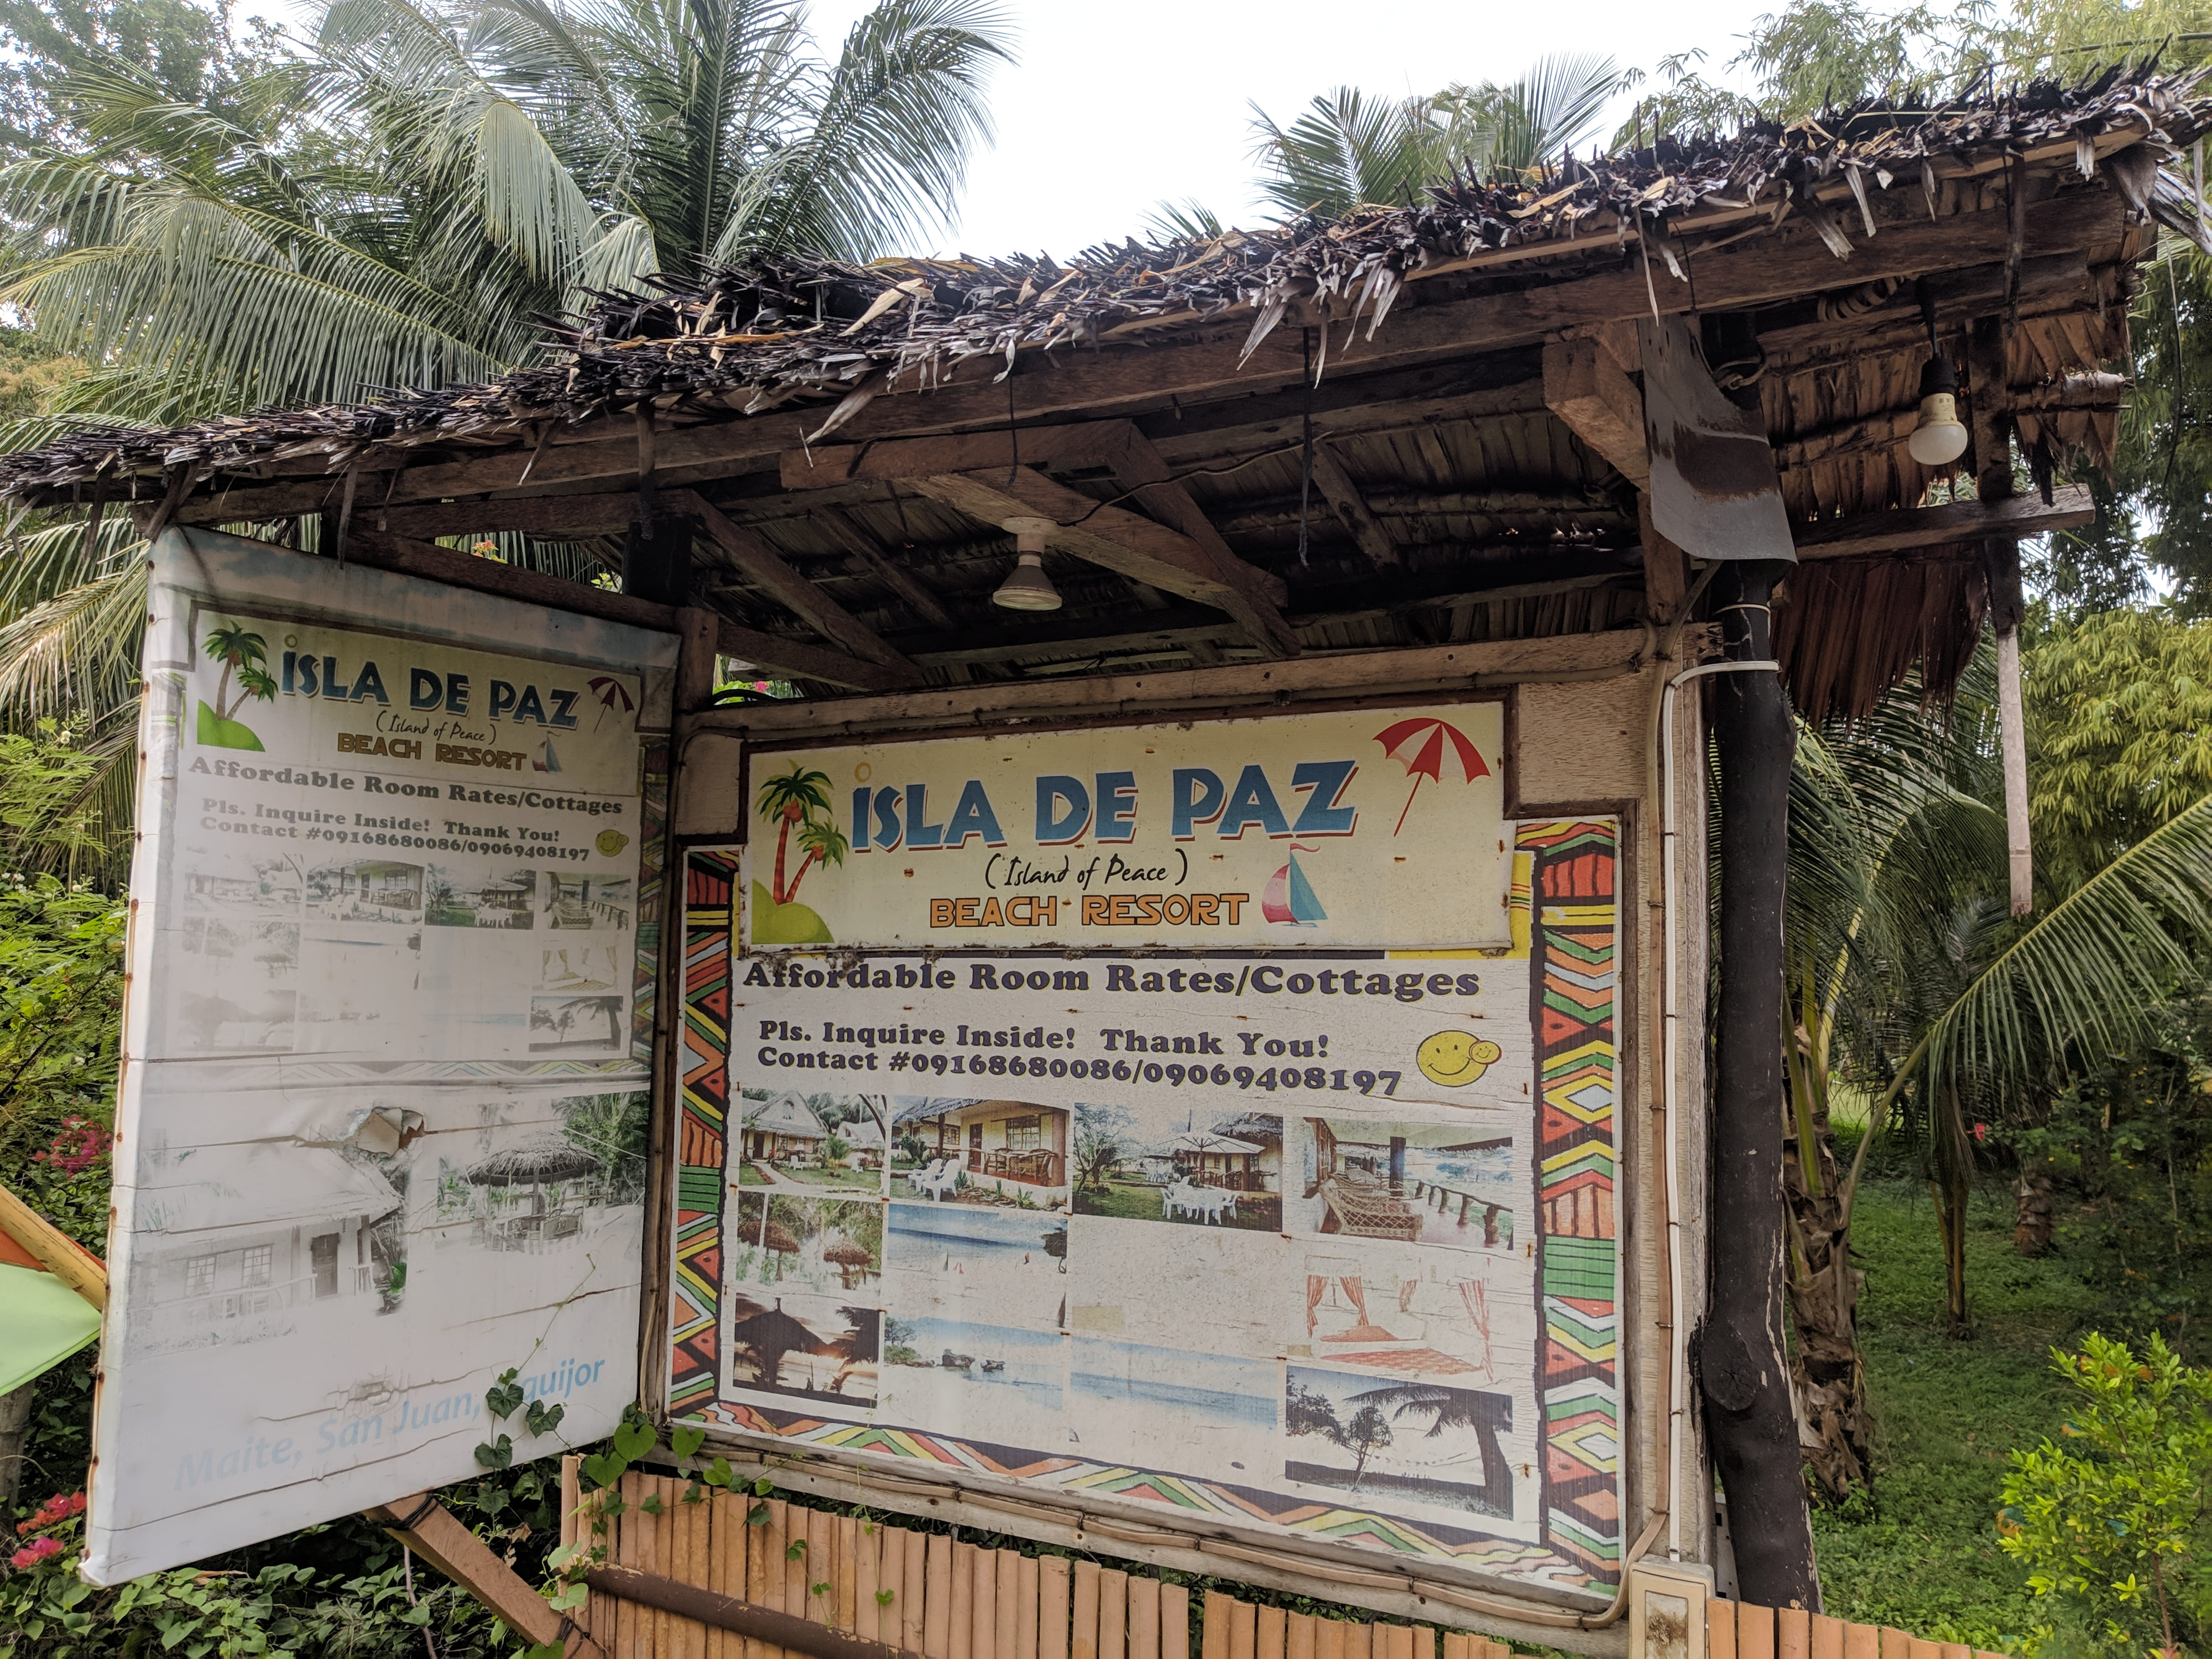 ISLA DE PAZ
(Island of Peace)
BEACH RESORT
Affordable Room Rates/Cottages
Pls. Inquire Inside! Thank You!
Contact #09168680086/09069408197
Maite, San Juan,
ISLA DE PAZ
(Island of Peace)
BEACH RESORT
Affordable Room Rates/Cottages
Pls. Inquire Inside! Thank You!
Contact #09168680086/09069408197